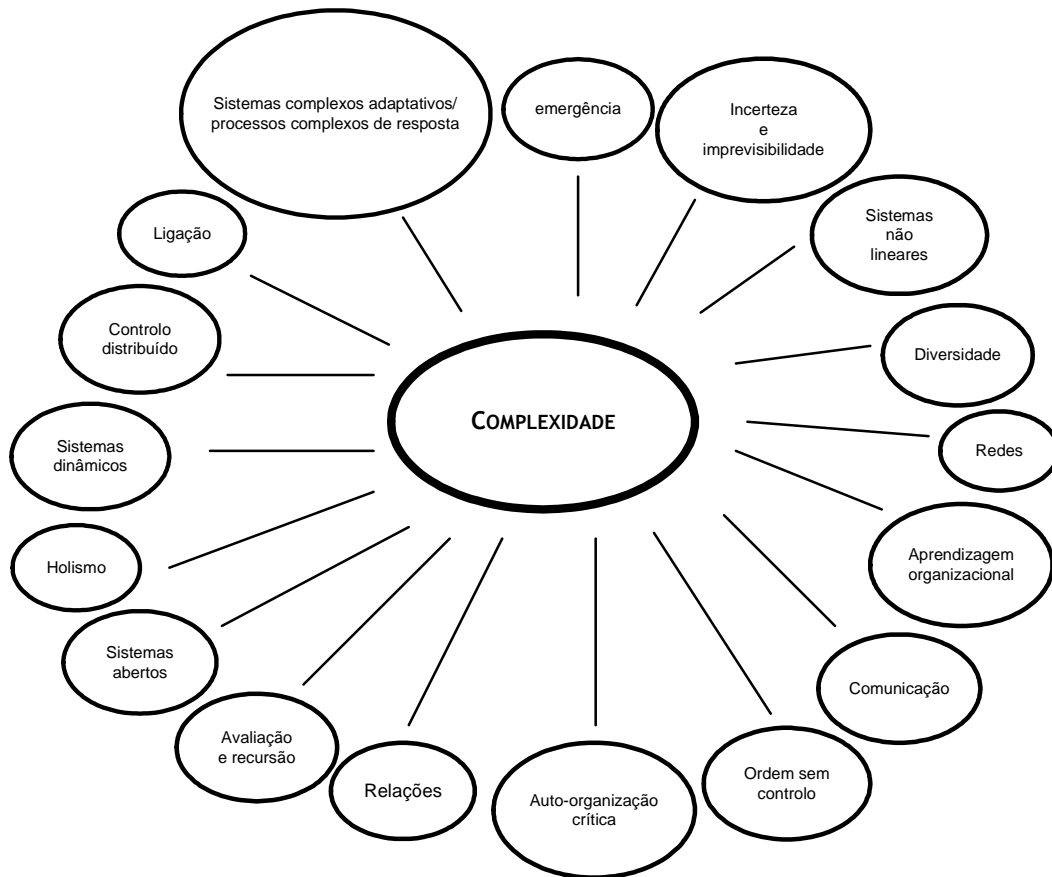 Sistemas complexos adaptativos/
processos complexos de resposta
emergência
Incerteza
e
imprevisibilidade
Sistemas
não
lineares
Ligação
Controlo
distribuído
Diversidade
COMPLEXIDADE
Redes
Sistemas
dinâmicos
Aprendizagem
organizacional
Holismo
Sistemas
abertos
Comunicação
Avaliação
e recursão
Relações
Auto-organização
crítica
Ordem sem
controlo